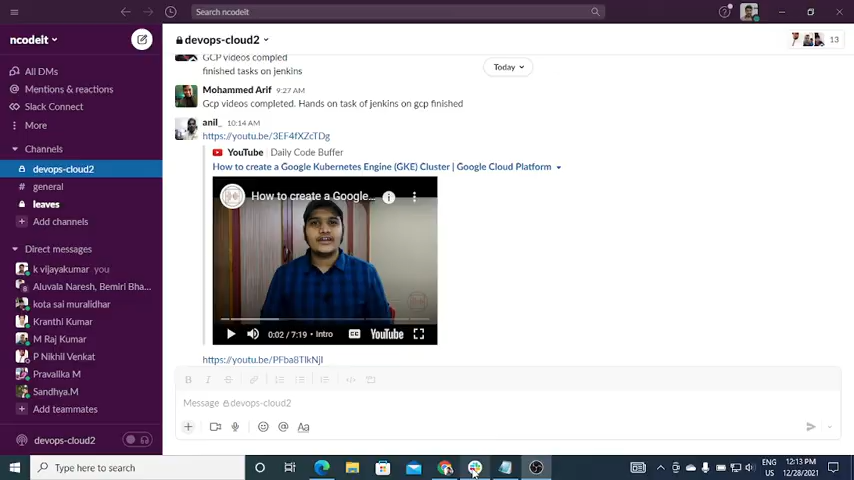 Search ncodeit
ncodeit
All DMs
Mentions & reactions
Slack Connect
More
Channels
devops-cloud2
# general
leaves
Add channels
Direct messages
k vijayakumar you
Aluvala Naresh, Bemiri Bha...
kota sai muralidhar
Kranthi Kumar
M Raj Kumar
P Nikhil Venkat
Pravalika M
Sandhya.M
Add teammates
devops-cloud2
devops-cloud2
13
GCP videos compled
finished tasks on jenkins
Today
Mohammed Arif 9:27 AM
Gcp videos completed. Hands on task of jenkins on gcp finished
anil_ 10:14 AM
https://youtu.be/3EF4fXZcTDg
YouTube Daily Code Buffer
How to create a Google Kubernetes Engine (GKE) Cluster | Google Cloud Platform
How to create a Google...
0:02 / 7:19 • Intro
CC
YouTube
https://youtu.be/PFba8TlkNjI
B I S
Message devops-cloud2
Aa
Type here to search
ENG
US
12:13 PM
12/28/2021